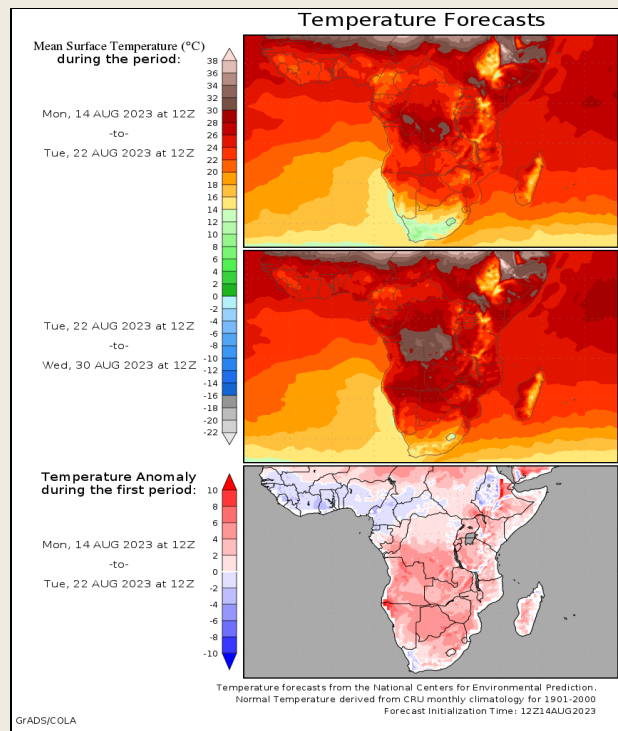 Temperature Forecasts
Mean Surface Temperature (°C)
during the period:
Mon, 14 AUG 2023 at 12Z
-to-
Tue, 22 AUG 2023 at 12Z
38
36
34
32
30
28
26
24
22
20
18
16
14
12
10
8
6
4
2
0
-2
-4
-6
-8
-10
-12
-14
-16
-18
-20
-22
Tue, 22 AUG 2023 at 12Z
-to-
Wed, 30 AUG 2023 at 12Z
Temperature Anomaly
during the first period:
Mon, 14 AUG 2023 at 12Z
-to-
Tue, 22 AUG 2023 at 12Z
10
8
6
4
2
0
-2
-4
-6
-8
-10
Temperature forecasts from the National Centers for Environmental Prediction.
Normal Temperature derived from CRU monthly climatology for 1901-2000
Forecast Initialization Time: 12Z14AUG2023
GrADS/COLA